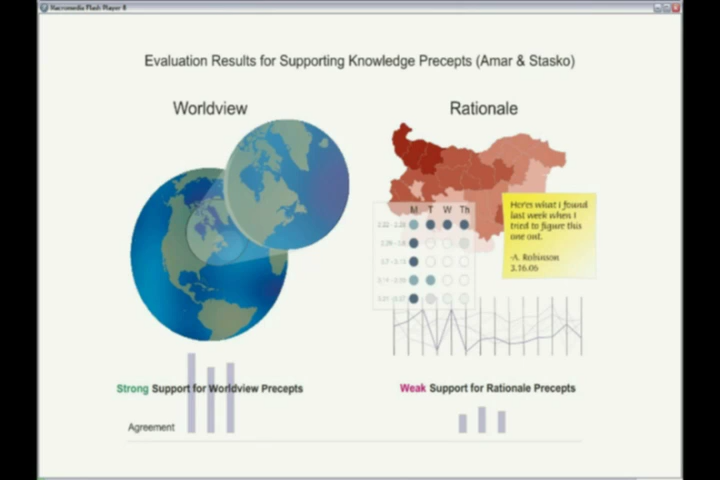 Macromedia Flash Player 8
Evaluation Results for Supporting Knowledge Precepts (Amar & Stasko)
Worldview
Rationale
M T W Th
Here's what I found
last week when I
tried to figure this
one out.
-A. Robinson
3.16.06
Strong Support for Worldview Precepts
Weak Support for Rationale Precepts
Agreement